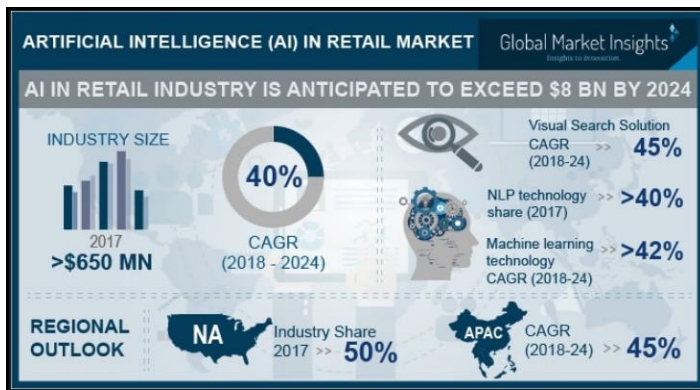 ARTIFICIAL INTELLIGENCE (AI) IN RETAIL MARKET
Global Market Insights
Insights to Innovation
AI IN RETAIL INDUSTRY IS ANTICIPATED TO EXCEED $8 BN BY 2024
INDUSTRY SIZE
2017
>$650 MN
40%
CAGR
(2018 - 2024)
Visual Search Solution
CAGR >> 45%
(2018-24)
NLP technology >> >40%
share (2017)
Machine learning >> >42%
technology
CAGR (2018-24)
REGIONAL
OUTLOOK
NA
Industry Share
2017 >> 50%
APAC
CAGR
(2018-24) >> 45%